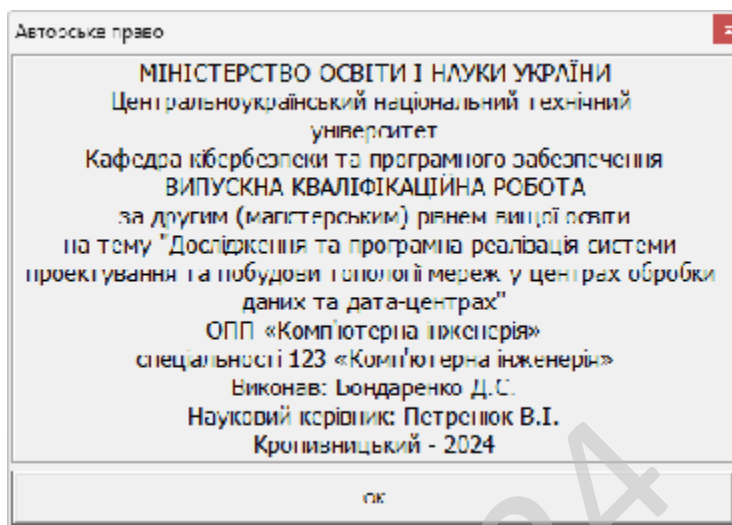 Авторське право
МІНІСТЕРСТВО ОСВІТИ І НАУКИ УКРАЇНИ
Центральноукраїнський національний технічний
університет
Кафедра кібербезпеки та програмного забезпечення
ВИПУСКНА КВАЛІФІКАЦІЙНА РОБОТА
за другим (магістерським) рівнем вищої освіти
на тему "Дослідження та програмна реалізація системи
проектування та побудови топології мереж у центрах обробки
даних та дата-центрах"
ОПП «Комп'ютерна інженерія»
спеціальності 123 «Комп'ютерна інженерія»
Виконав: Бондаренко Д.С.
Науковий керівник: Петренюк В.І.
Кропивницький - 2024
ОК